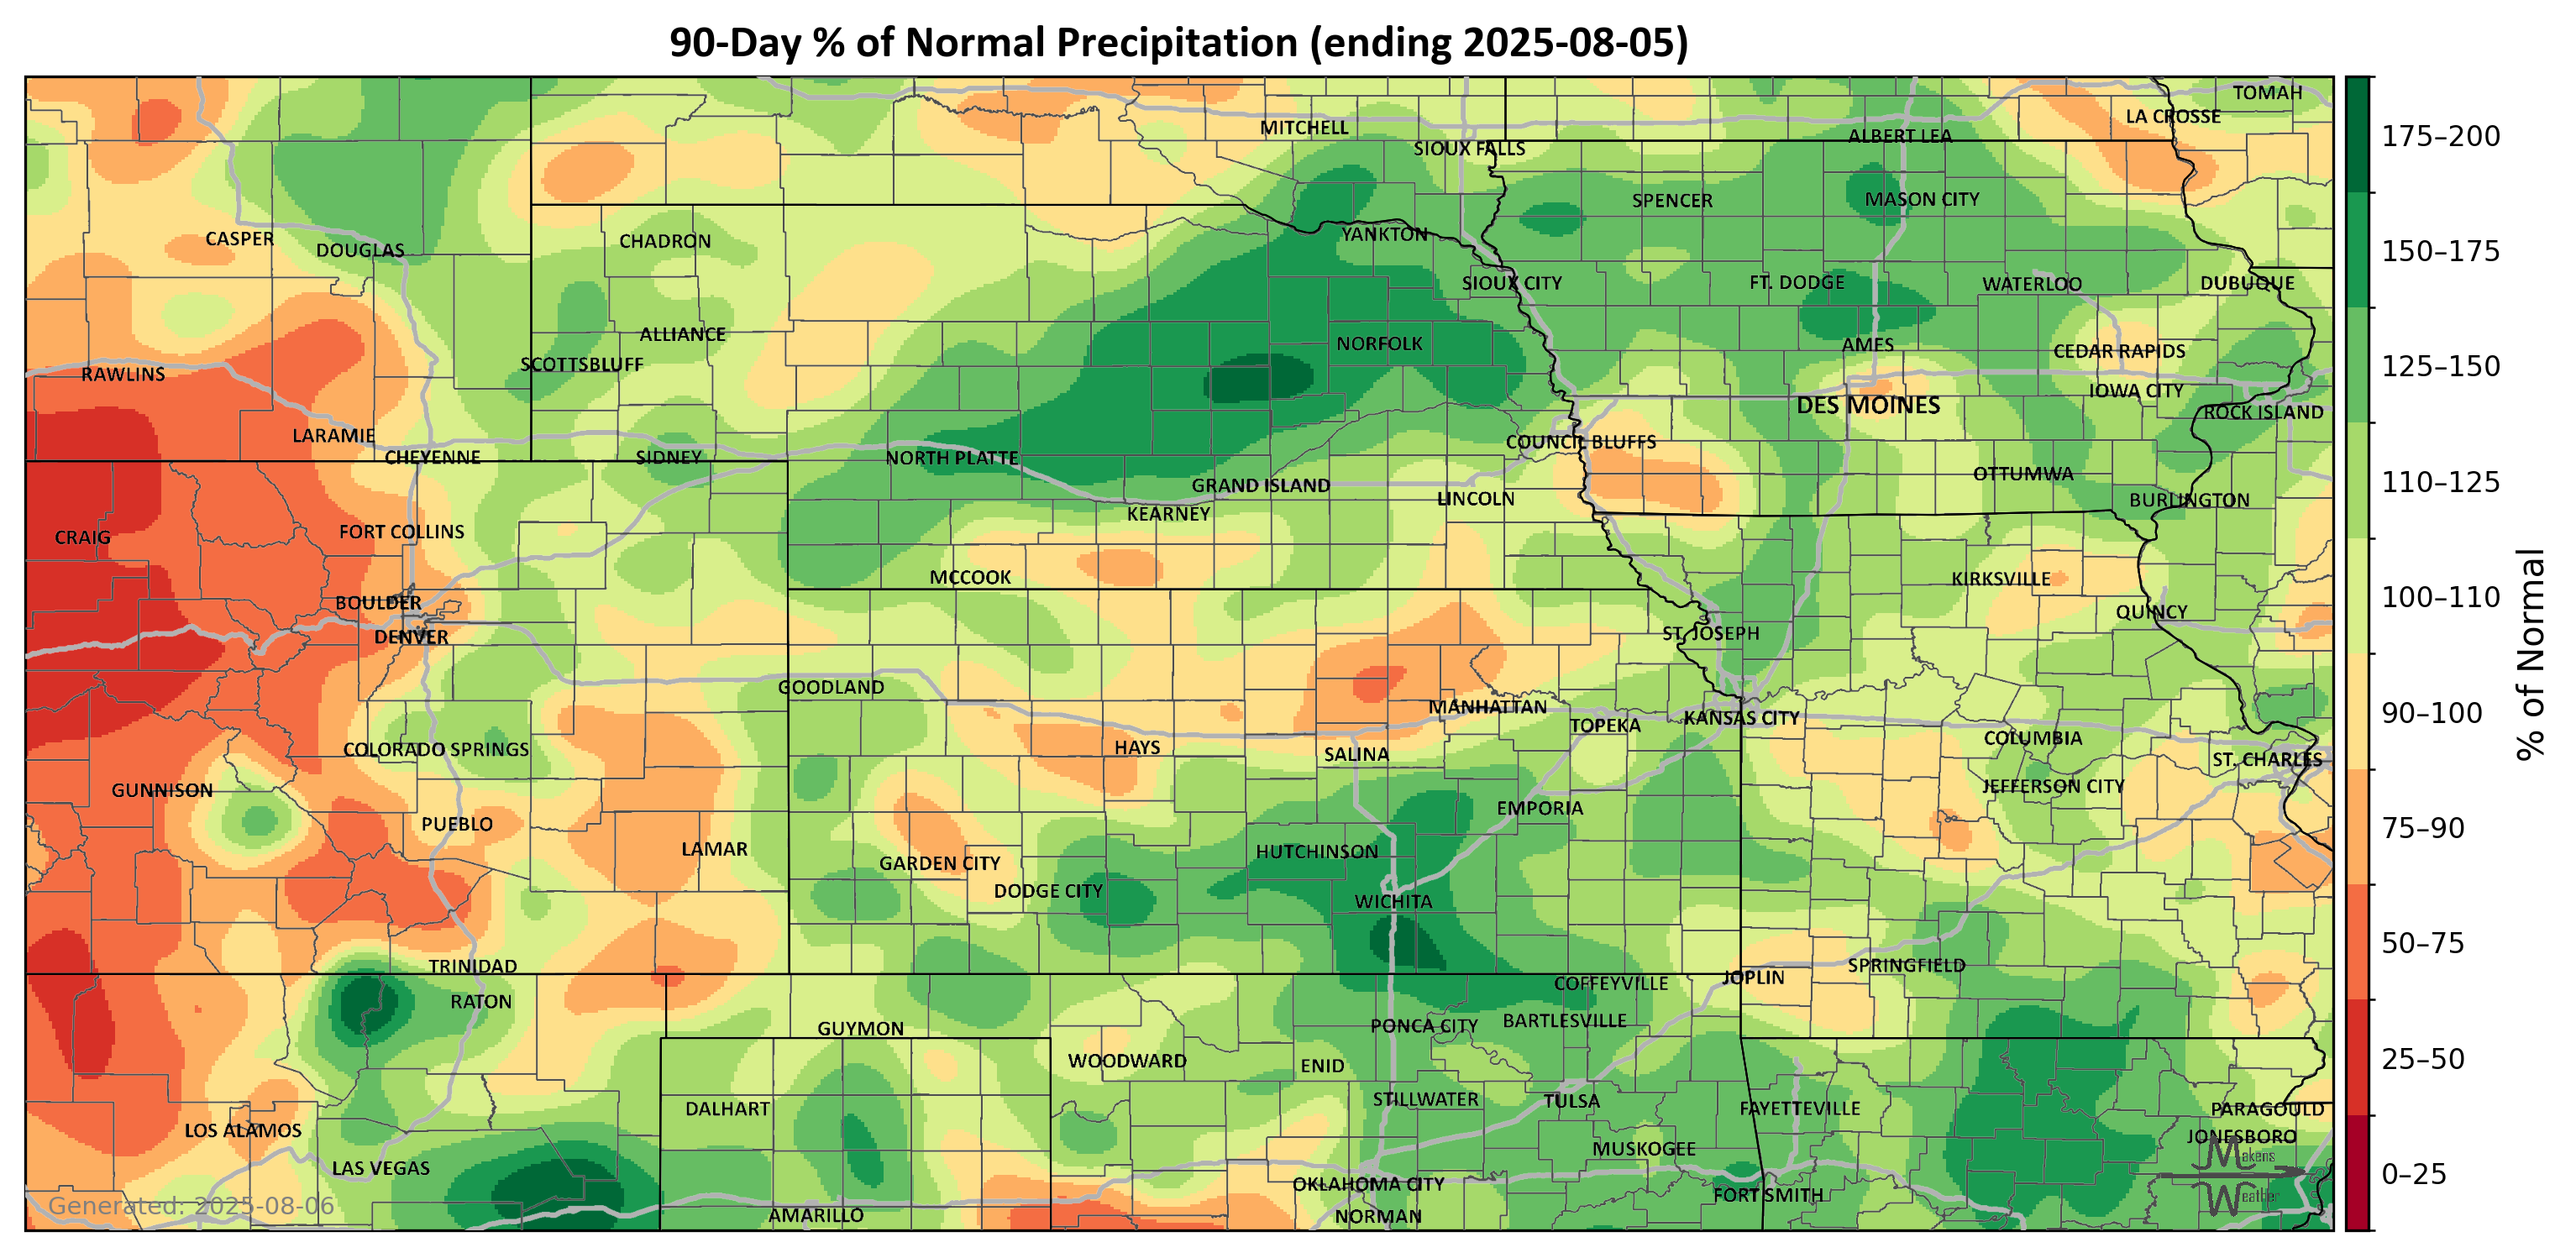 90-Day % of Normal Precipitation (ending 2025-08-05)
TOMAH
LA CROSSE
MITCHELL
ALBERT LEA
SIOUX FALLS
SPENCER
MASON CITY
CASPER
DOUGLAS
CHADRON
YANKTON
SIOUX CITY
FT. DODGE
WATERLOO
DUBUQUE
ALLIANCE
NORFOLK
AMES
CEDAR RAPIDS
SCOTTSBLUFF
RAWLINS
IOWA CITY
DES MOINES
ROCK ISLAND
LARAMIE
COUNCIL BLUFFS
CHEYENNE
SIDNEY
NORTH PLATTE
OTTUMWA
GRAND ISLAND
LINCOLN
BURLINGTON
KEARNEY
CRAIG
FORT COLLINS
MCCOOK
KIRKSVILLE
BOULDER
QUINCY
DENVER
ST. JOSEPH
GOODLAND
MANHATTAN
KANSAS CITY
TOPEKA
COLUMBIA
COLORADO SPRINGS
HAYS
SALINA
ST. CHARLES
GUNNISON
JEFFERSON CITY
EMPORIA
PUEBLO
LAMAR
HUTCHINSON
GARDEN CITY
DODGE CITY
WICHITA
TRINIDAD
SPRINGFIELD
JOPLIN
COFFEYVILLE
RATON
GUYMON
PONCA CITY
BARTLESVILLE
WOODWARD
ENID
DALHART
STILLWATER
TULSA
FAYETTEVILLE
PARAGOULD
LOS ALAMOS
JONESBORO
MUSKOGEE
LAS VEGAS
OKLAHOMA CITY
FORT SMITH
AMARILLO
NORMAN
Makens
Weather
Generated: 2025-08-06
175–200
150–175
125–150
110–125
100–110
90–100
75–90
50–75
25–50
0–25
% of Normal